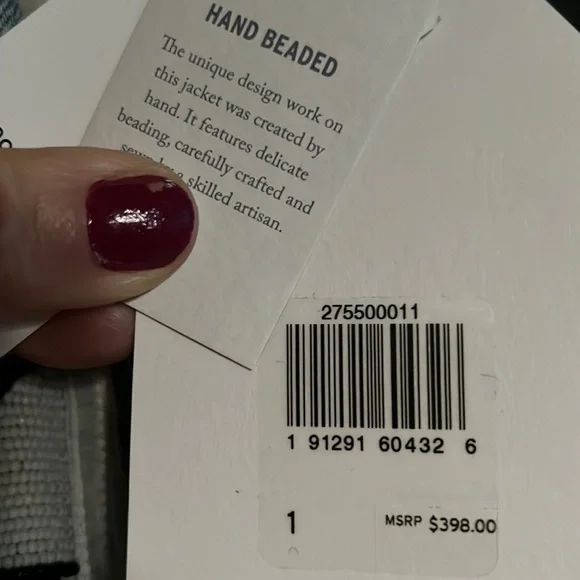 HAND BEADED
The unique design work on
this jacket was created by
hand. It features delicate
beading, carefully crafted and
skilled artisan.
275500011
1 91291 60432 6
1
MSRP $398.00